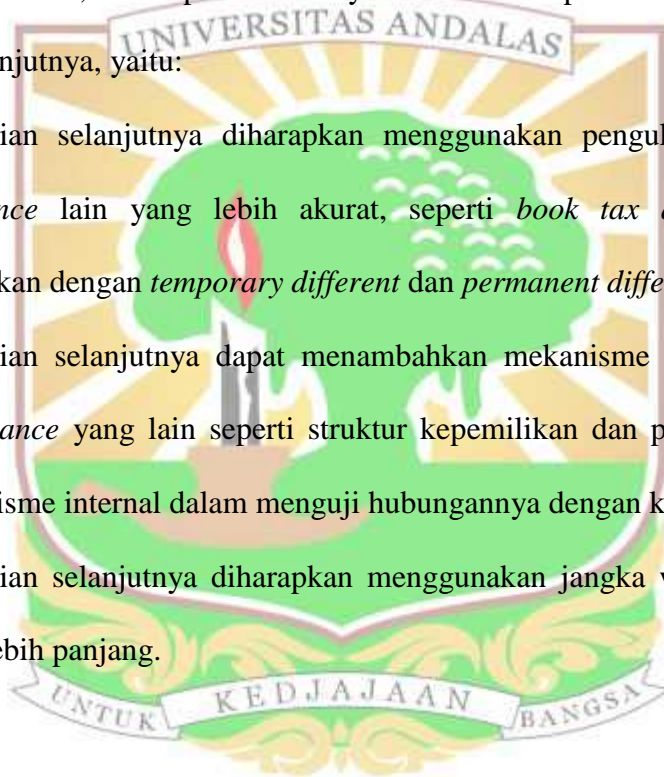 UNIVERSITAS ANDALAS
njutnya, yaitu:
ian selanjutnya diharapkan menggunakan pengul
nce lain yang lebih akurat, seperti book tax
kan dengan temporary different dan permanent diffe
ian selanjutnya dapat menambahkan mekanisme
ance yang lain seperti struktur kepemilikan dan p
isme internal dalam menguji hubungannya dengan k
ian selanjutnya diharapkan menggunakan jangka
ebih panjang.
UNTUK KEDJAJAAN BANGSA